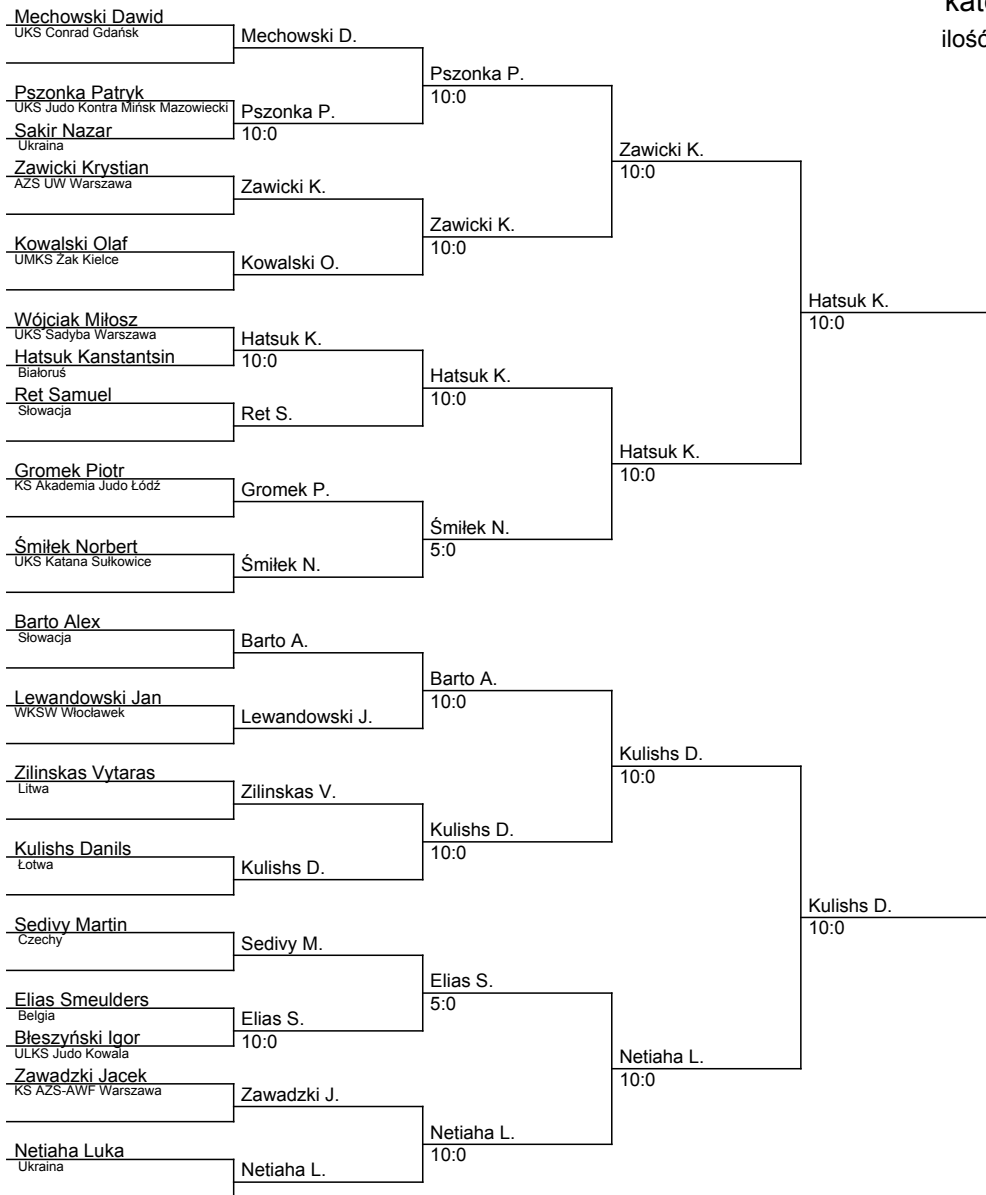 kate
ilość
Mechowski Dawid
UKS Conrad Gdańsk
Pszonka Patryk
UKS Judo Kontra Mińsk Mazowiecki
Sakir Nazar
Ukraina
Zawicki Krystian
AZS UW Warszawa
Kowalski Olaf
UMKS Żak Kielce
Wójciak Miłosz
UKS Sadyba Warszawa
Hatsuk Kanstantsin
Białoruś
Ret Samuel
Słowacja
Gromek Piotr
KS Akademia Judo Łódź
Śmiłek Norbert
UKS Katana Sułkowice
Barto Alex
Słowacja
Lewandowski Jan
WKSW Włocławek
Zilinskas Vytaras
Litwa
Kulishs Danils
Łotwa
Sedivy Martin
Czechy
Elias Smeulders
Belgia
Błeszyński Igor
ULKS Judo Kowala
Zawadzki Jacek
KS AZS-AWF Warszawa
Netiaha Luka
Ukraina
Mechowski D.
Pszonka P.
10:0
Zawicki K.
Kowalski O.
Hatsuk K.
10:0
Ret S.
Gromek P.
Śmiłek N.
Barto A.
Lewandowski J.
Zilinskas V.
Kulishs D.
Sedivy M.
Elias S.
10:0
Zawadzki J.
Netiaha L.
Pszonka P.
10:0
Zawicki K.
10:0
Hatsuk K.
10:0
Śmiłek N.
5:0
Barto A.
10:0
Kulishs D.
10:0
Elias S.
5:0
Netiaha L.
10:0
Zawicki K.
10:0
Hatsuk K.
10:0
Kulishs D.
10:0
Netiaha L.
10:0
Hatsuk K.
10:0
Kulishs D.
10:0